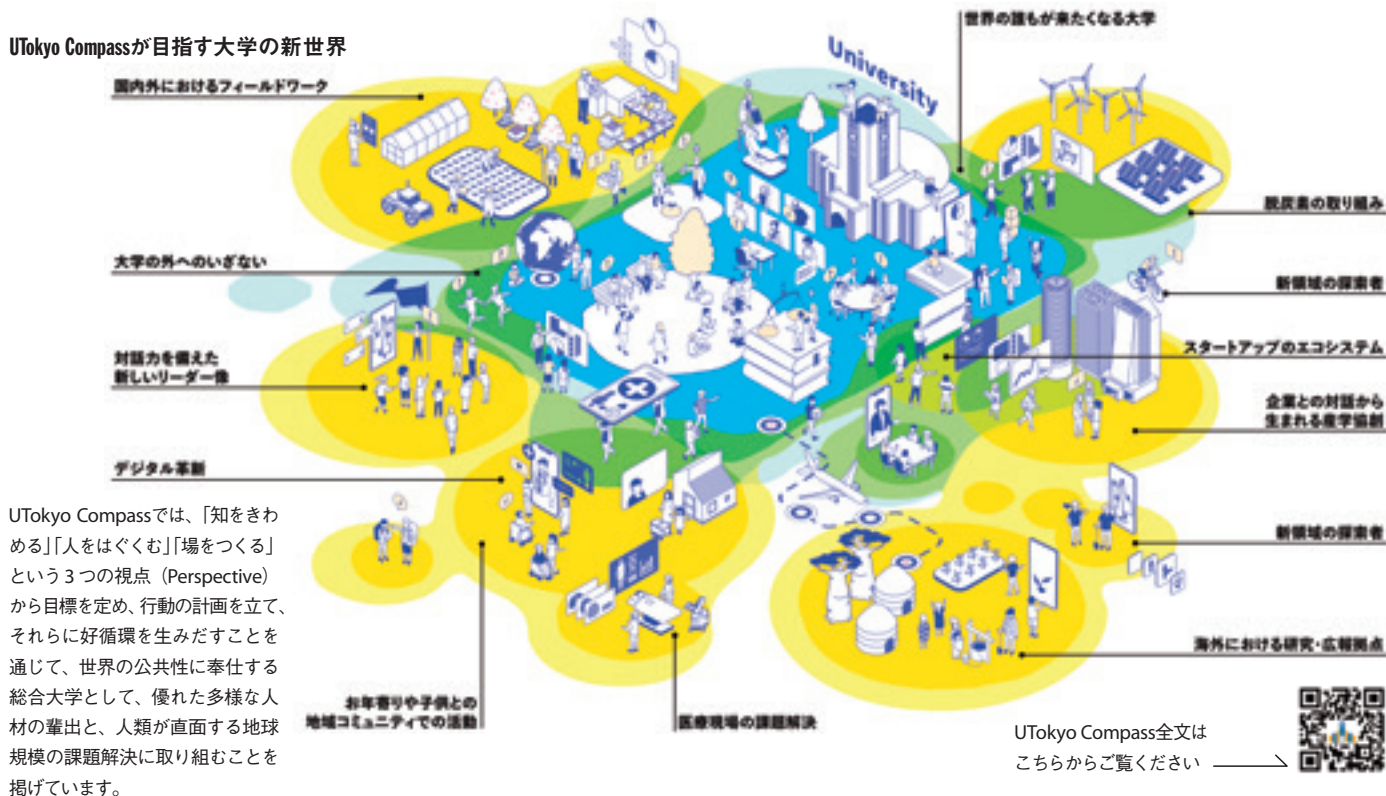 UTokyo Compassが目指す大学の新世界
世界の誰もが来たくなる大学
国内外におけるフィールドワーク
University
脱炭素の取り組み
大学の外へのいざない
新領域の探索者
スタートアップのエコシステム
対話力を備えた
新しいリーダー像
企業との対話から
生まれる産学協創
デジタル革新
新領域の探索者
海外における研究・広報拠点
お年寄りや子供との
地域コミュニティでの活動
医療現場の課題解決
UTokyo Compassでは、「知をきわ
める」「人をはぐくむ」「場をつくる」
という3つの視点（Perspective）
から目標を定め、行動の計画を立て、
それらに好循環を生みだすことを
通じて、世界の公共性に奉仕する
総合大学として、優れた多様な人
材の輩出と、人類が直面する地球
規模の課題解決に取り組むことを
掲げています。
UTokyo Compass全文は
こちらからご覧ください